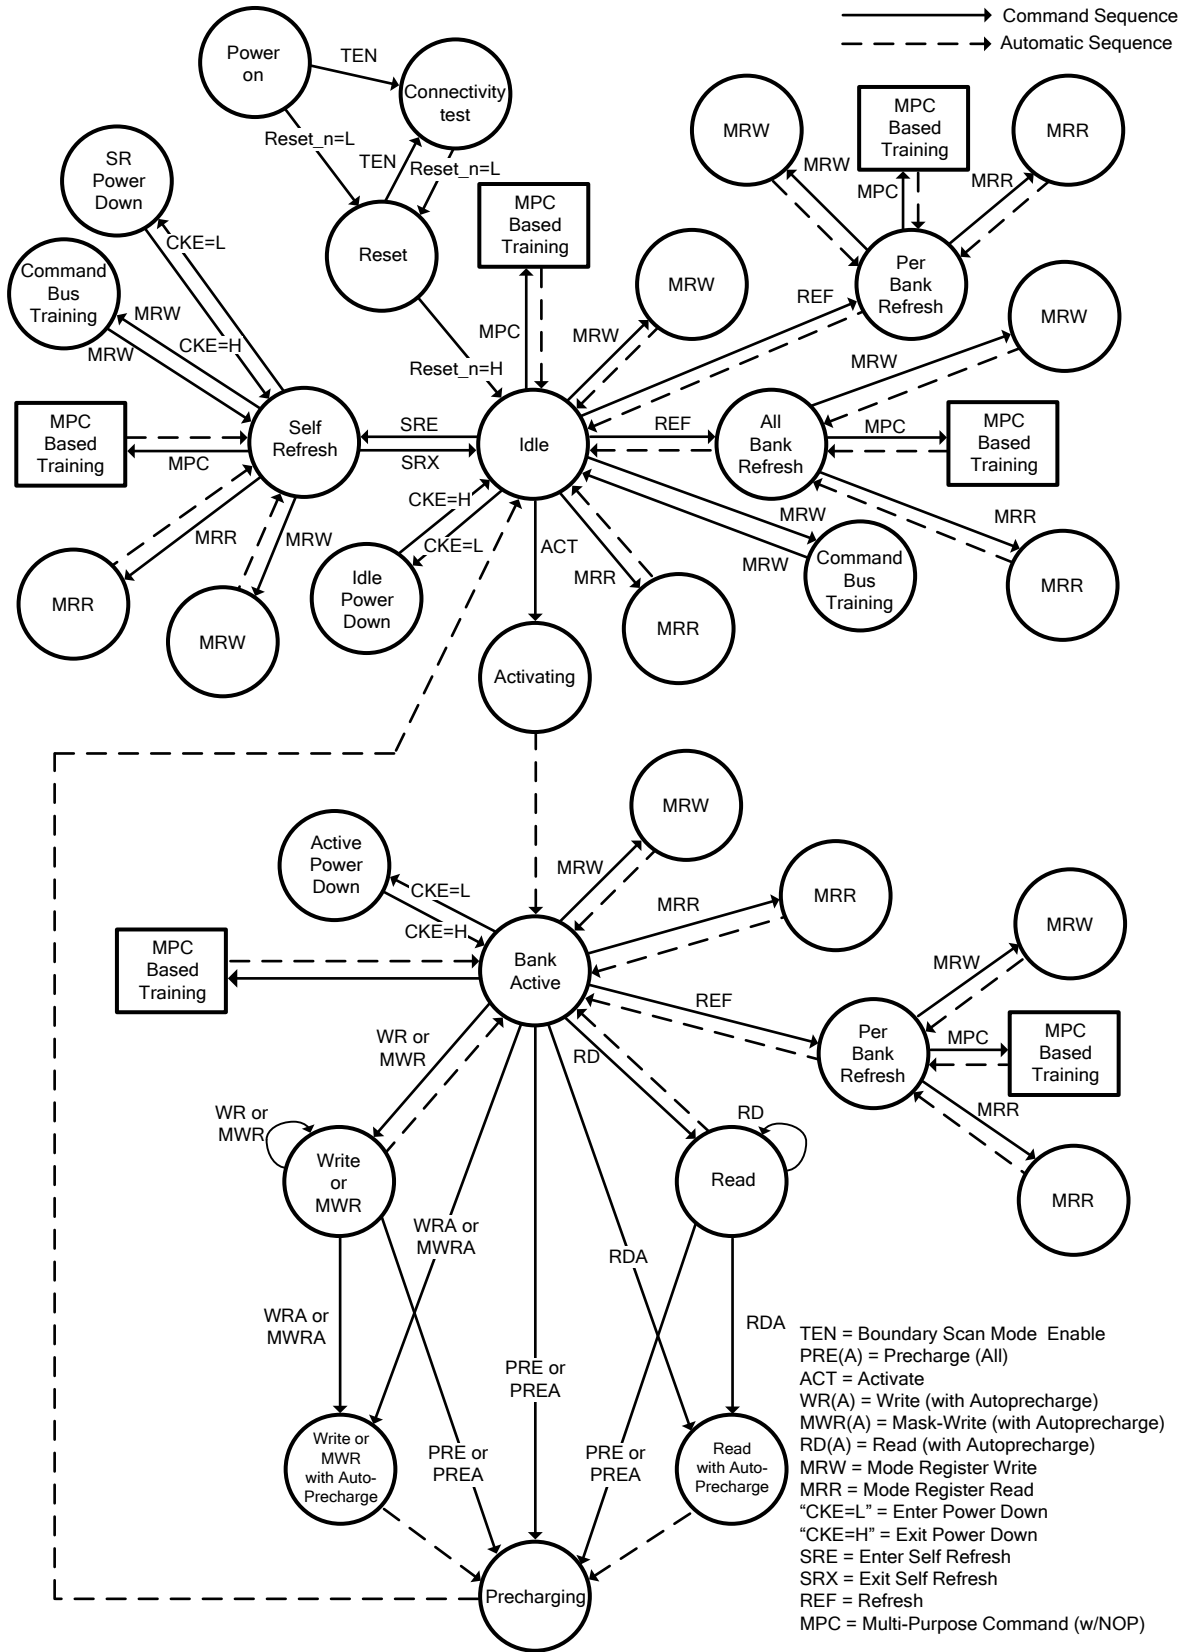 Command Sequence
Automatic Sequence
Power
on
TEN
Connectivity
test
Reset_n=L
TEN
Reset_n=L
Reset
Reset_n=H
SR
Power
Down
CKE=L
Command
Bus
Training
MRW
CKE=H
MRW
MPC
Based
Training
MPC
Self
Refresh
MRR
MRR
MRW
MRW
SRE
SRX
MPC
Based
Training
MPC
MRW
MRW
Idle
CKE=H
CKE=L
Idle
Power
Down
ACT
MRR
MRR
REF
MRW
MRW
MPC
Based
Training
MPC
MRR
MRR
Per
Bank
Refresh
REF
All
Bank
Refresh
MRW
MRW
MPC
MPC
Based
Training
MRR
MRR
MRW
MRW
Command
Bus
Training
Activating
Active
Power
Down
CKE=L
CKE=H
MRW
MRW
MRR
MRR
MPC
Based
Training
Bank
Active
REF
Per
Bank
Refresh
MRW
MRW
MPC
MPC
Based
Training
MRR
MRR
WR or
MWR
RD
WR or
MWR
Write
or
MWR
RD
Read
WRA or
MWRA
RDA
WRA or
MWRA
RDA
PRE or
PREA
PRE or
PREA
PRE or
PREA
Write or
MWR
with Auto-
Precharge
Read
with Auto-
Precharge
Precharging
TEN = Boundary Scan Mode Enable
PRE(A) = Precharge (All)
ACT = Activate
WR(A) = Write (with Autoprecharge)
MWR(A) = Mask-Write (with Autoprecharge)
RD(A) = Read (with Autoprecharge)
MRW = Mode Register Write
MRR = Mode Register Read
“CKE=L” = Enter Power Down
“CKE=H” = Exit Power Down
SRE = Enter Self Refresh
SRX = Exit Self Refresh
REF = Refresh
MPC = Multi-Purpose Command (w/NOP)